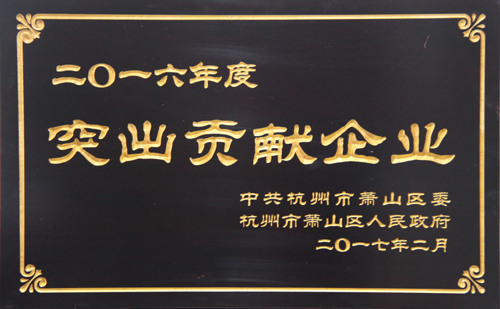 二〇一六年度
突出贡献企业
中共杭州市萧山区委
杭州市萧山区人民政府
二〇一七年二月